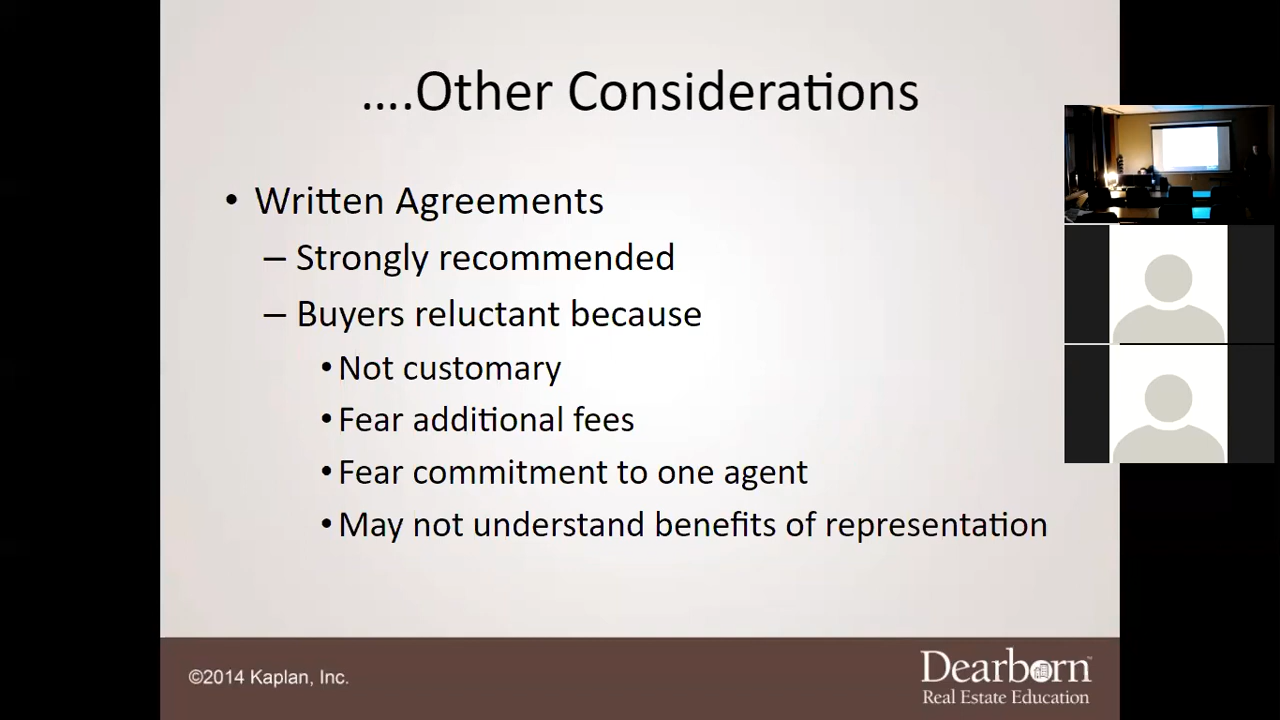 ....Other Considerations
• Written Agreements
– Strongly recommended
– Buyers reluctant because
• Not customary
• Fear additional fees
• Fear commitment to one agent
• May not understand benefits of representation
©2014 Kaplan, Inc.
Dearborn™
Real Estate Education